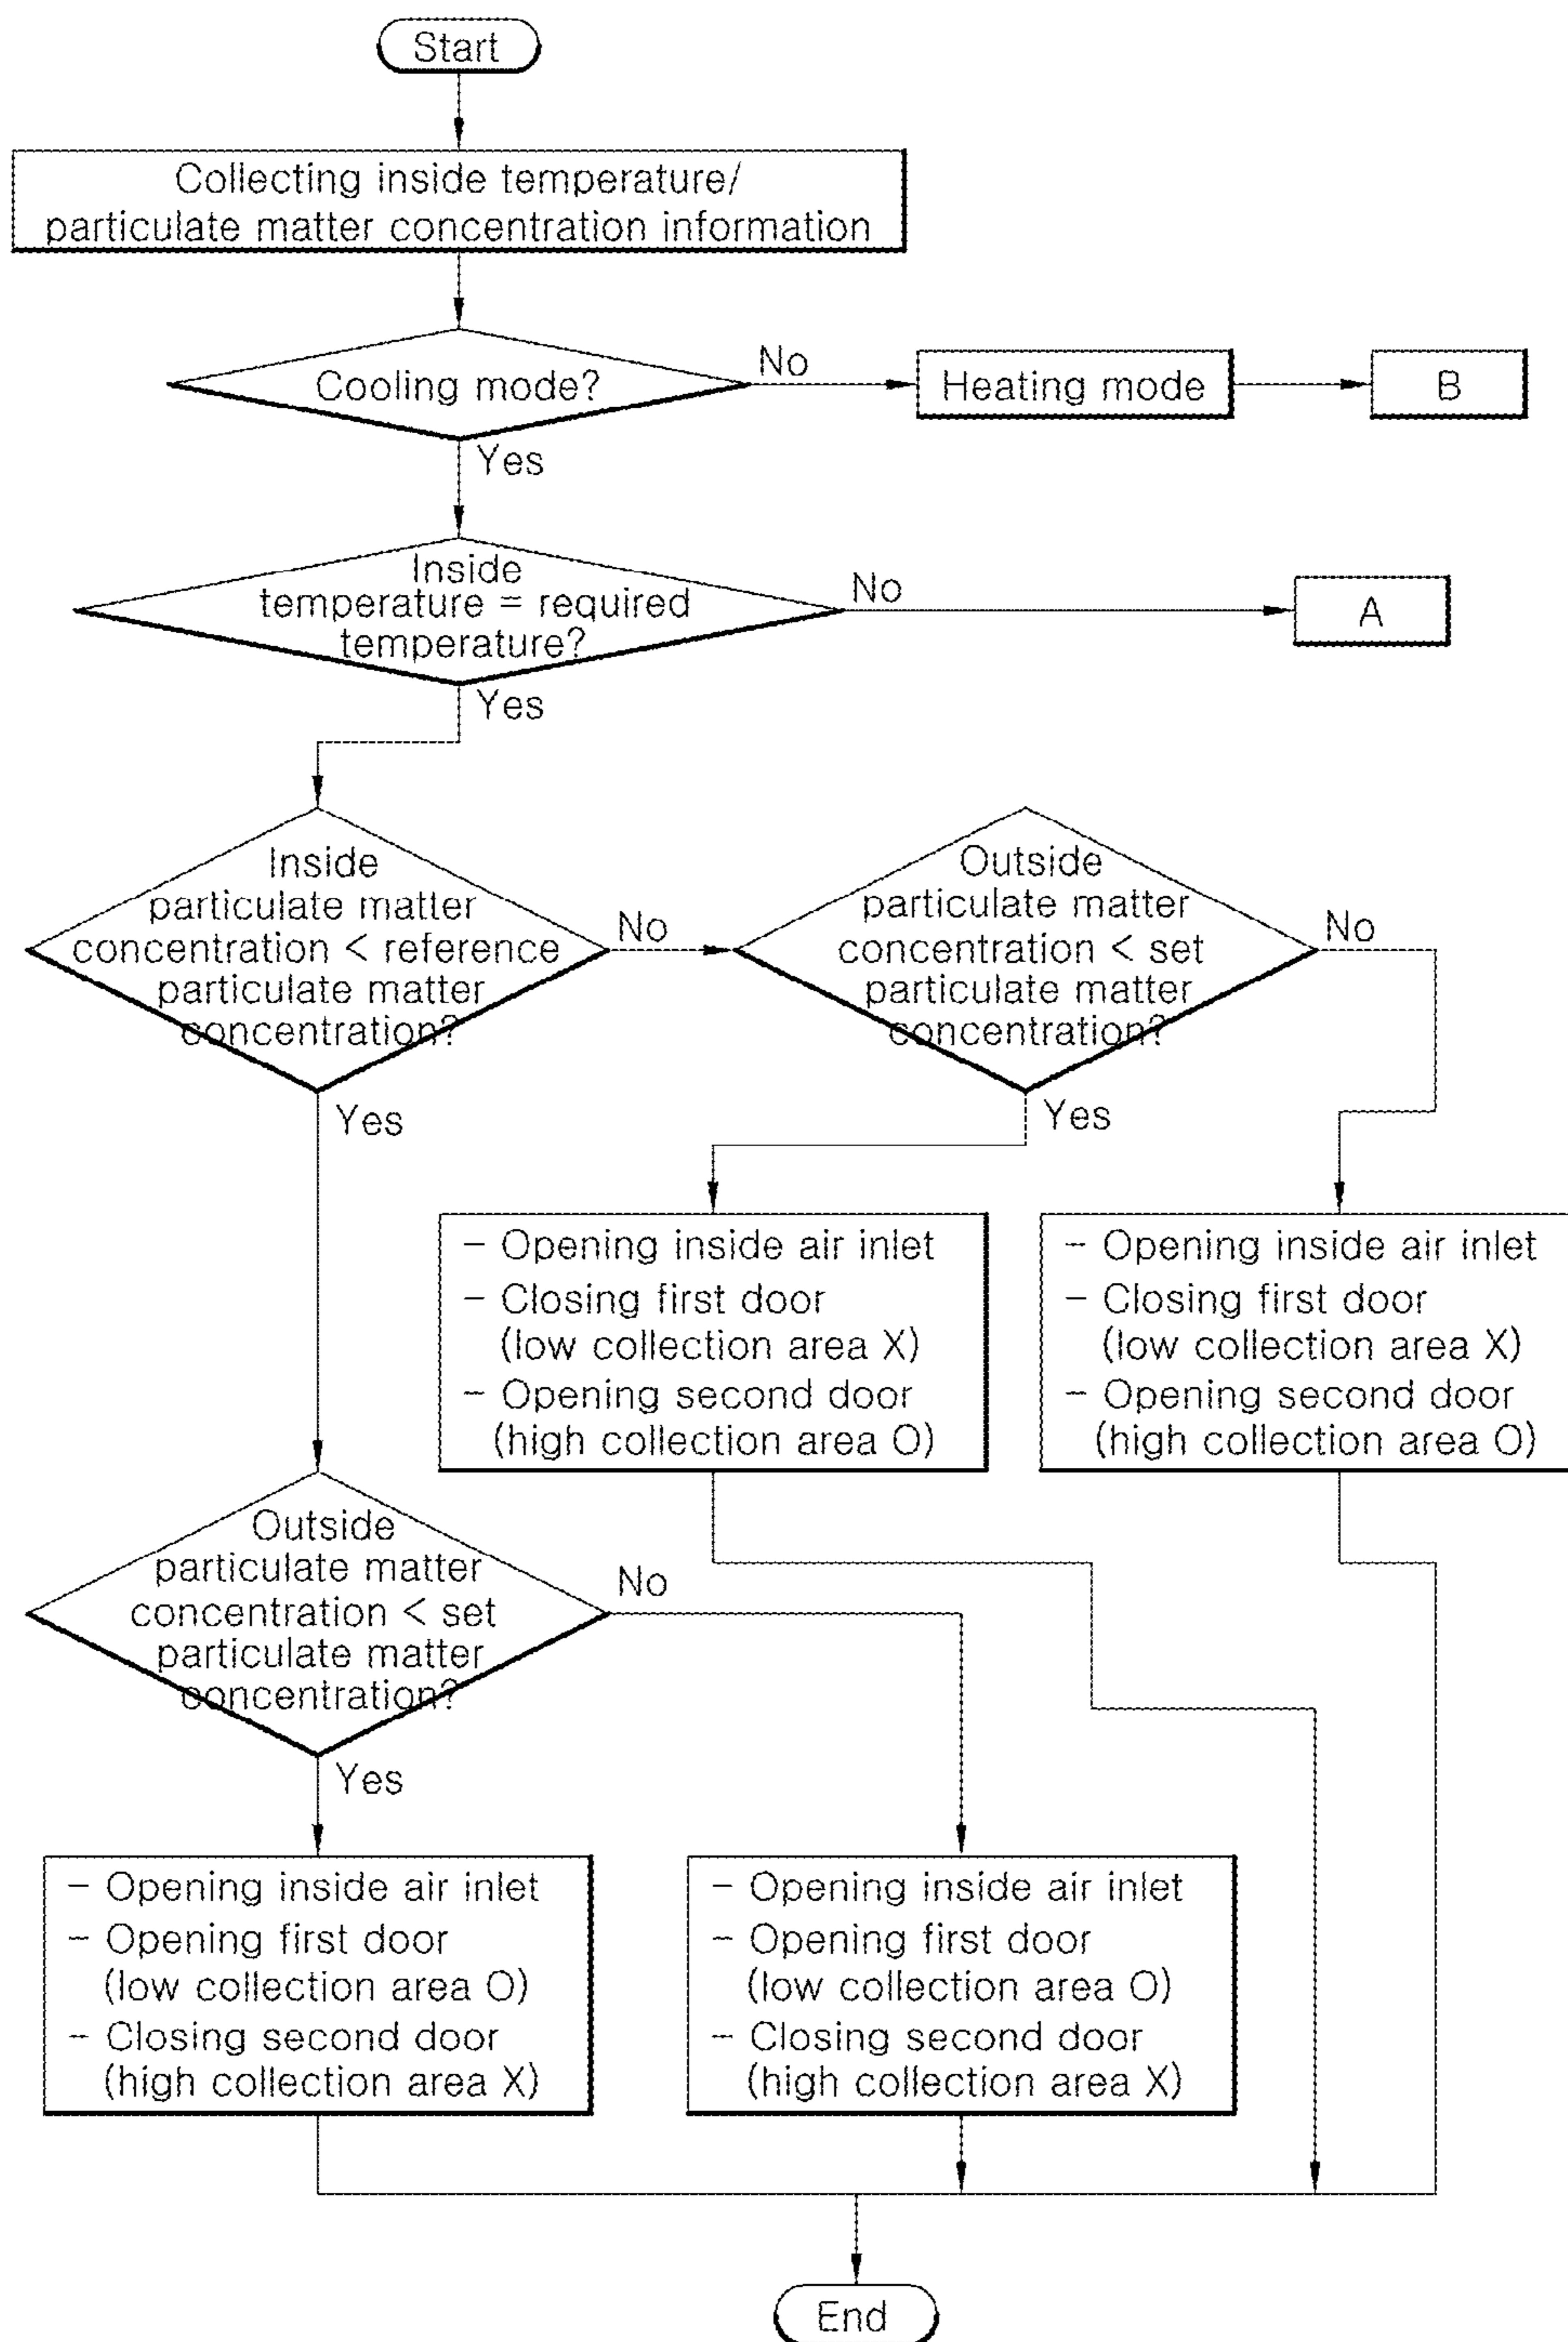 Start
Collecting inside temperature/
particulate matter concentration information
Cooling mode?
No
Heating mode
B
Yes
Inside
temperature = required
temperature?
No
A
Yes
Inside
particulate matter
concentration < reference
particulate matter
concentration?
No
Outside
particulate matter
concentration < set
particulate matter
concentration?
No
Yes
Yes
- Opening inside air inlet
- Closing first door
(low collection area X)
- Opening second door
(high collection area O)
- Opening inside air inlet
- Closing first door
(low collection area X)
- Opening second door
(high collection area O)
Outside
particulate matter
concentration < set
particulate matter
concentration?
No
Yes
- Opening inside air inlet
- Opening first door
(low collection area O)
- Closing second door
(high collection area X)
- Opening inside air inlet
- Opening first door
(low collection area O)
- Closing second door
(high collection area X)
End